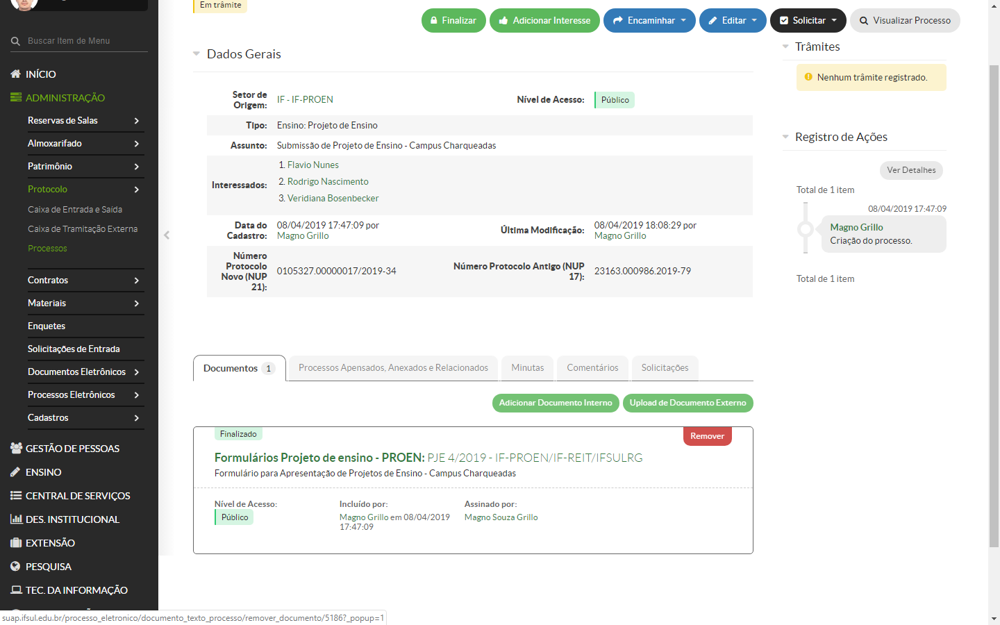 Em trâmite
Finalizar
Adicionar Interesse
Encaminhar
Editar
Solicitar
Visualizar Processo
Buscar Item de Menu
INÍCIO
ADMINISTRAÇÃO
Reservas de Salas
Almoxarifado
Patrimônio
Protocolo
Caixa de Entrada e Saída
Caixa de Tramitação Externa
Processos
Contratos
Materiais
Enquetes
Solicitações de Entrada
Documentos Eletrônicos
Processos Eletrônicos
Cadastros
GESTÃO DE PESSOAS
ENSINO
CENTRAL DE SERVIÇOS
DES. INSTITUCIONAL
EXTENSÃO
PESQUISA
TEC. DA INFORMAÇÃO
Dados Gerais
Setor de
Origem:
IF - IF-PROEN
Nível de Acesso:
Público
Tipo:
Ensino: Projeto de Ensino
Assunto:
Submissão de Projeto de Ensino - Campus Charqueadas
Interessados:
1. Flavio Nunes
2. Rodrigo Nascimento
3. Veridiana Bosenbecker
Data do
Cadastro:
08/04/2019 17:47:09 por
Magno Grillo
Última Modificação:
08/04/2019 18:08:29 por
Magno Grillo
Número
Protocolo
Novo (NUP
21):
0105327.00000017/2019-34
Número Protocolo Antigo (NUP
17):
23163.000986.2019-79
Trâmites
Nenhum trâmite registrado.
Registro de Ações
Ver Detalhes
Total de 1 item
08/04/2019 17:47:09
Magno Grillo
Criação do processo.
Total de 1 item
Documentos 1
Processos Apensados, Anexados e Relacionados
Minutas
Comentários
Solicitações
Adicionar Documento Interno
Upload de Documento Externo
Finalizado
Remover
Formulários Projeto de ensino - PROEN: PJE 4/2019 - IF-PROEN/IF-REIT/IFSULRG
Formulário para Apresentação de Projetos de Ensino - Campus Charqueadas
Nível de Acesso:
Público
Incluído por:
Magno Grillo em 08/04/2019
17:47:09
Assinado por:
Magno Souza Grillo
suap.ifsul.edu.br/processo_eletronico/documento_texto_processo/remover_documento/5186?_popup=1